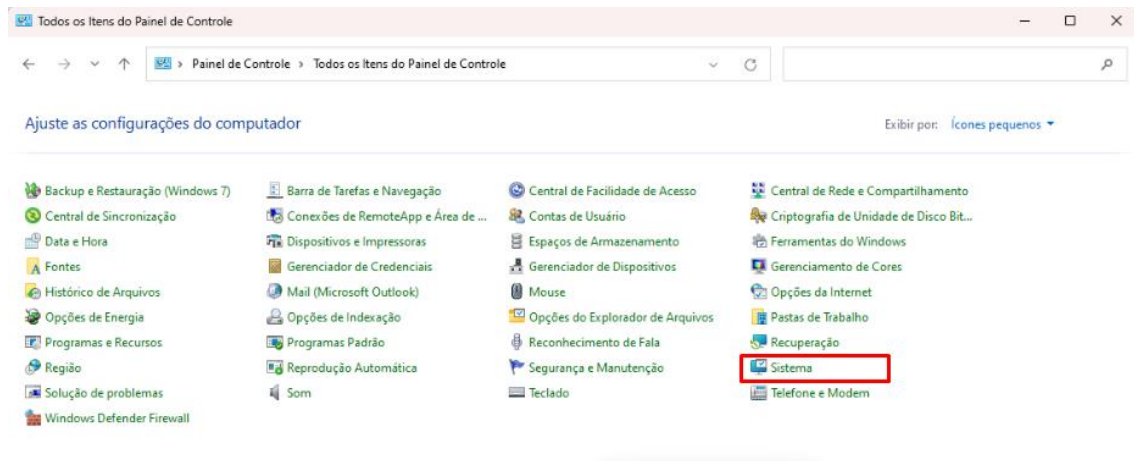 Todos os Itens do Painel de Controle
Painel de Controle > Todos os Itens do Painel de Controle
Ajuste as configurações do computador
Exibir por: Ícones pequenos
Backup e Restauração (Windows 7) Barra de Tarefas e Navegação Central de Facilidade de Acesso Central de Rede e Compartilhamento
Central de Sincronização Conexões de RemoteApp e Área de ... Contas de Usuário Criptografia de Unidade de Disco Bit...
Data e Hora Dispositivos e Impressoras Espaços de Armazenamento Ferramentas do Windows
Fontes Gerenciador de Credenciais Gerenciador de Dispositivos Gerenciamento de Cores
Histórico de Arquivos Mail (Microsoft Outlook) Mouse Opções da Internet
Opções de Energia Opções de Indexação Opções do Explorador de Arquivos Pastas de Trabalho
Programas e Recursos Programas Padrão Reconhecimento de Fala Recuperação
Região Reprodução Automática Segurança e Manutenção Sistema
Solução de problemas Som Teclado Telefone e Modem
Windows Defender Firewall